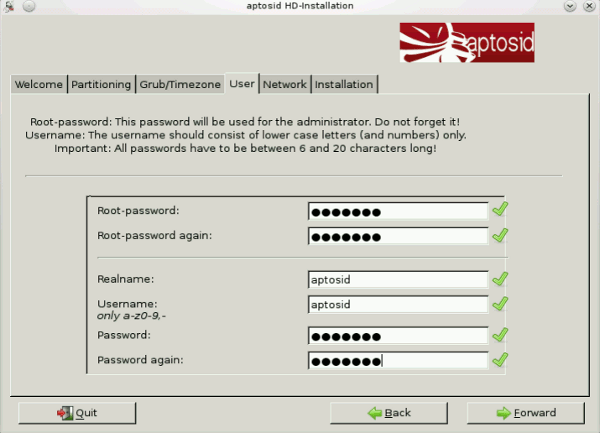 aptosid HD-Installation
aptosid
Welcome Partitioning Grub/Timezone User Network Installation
Root-password: This password will be used for the administrator. Do not forget it!
Username: The username should consist of lower case letters (and numbers) only.
Important: All passwords have to be between 6 and 20 characters long!
Root-password: ●●●●●●●
Root-password again: ●●●●●●●
Realname: aptosid
Username: aptosid
only a-z0-9,-
Password: ●●●●●●●
Password again: ●●●●●●●
Quit Back Forward